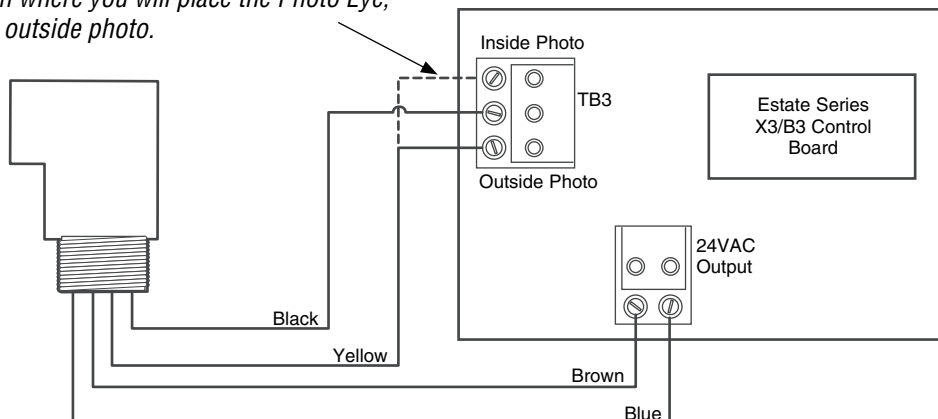 where you will place the Photo Eye,
outside photo.
Inside Photo
TB3
Estate Series
X3/B3 Control
Board
Outside Photo
24VAC
Output
Black
Yellow
Brown
Blue